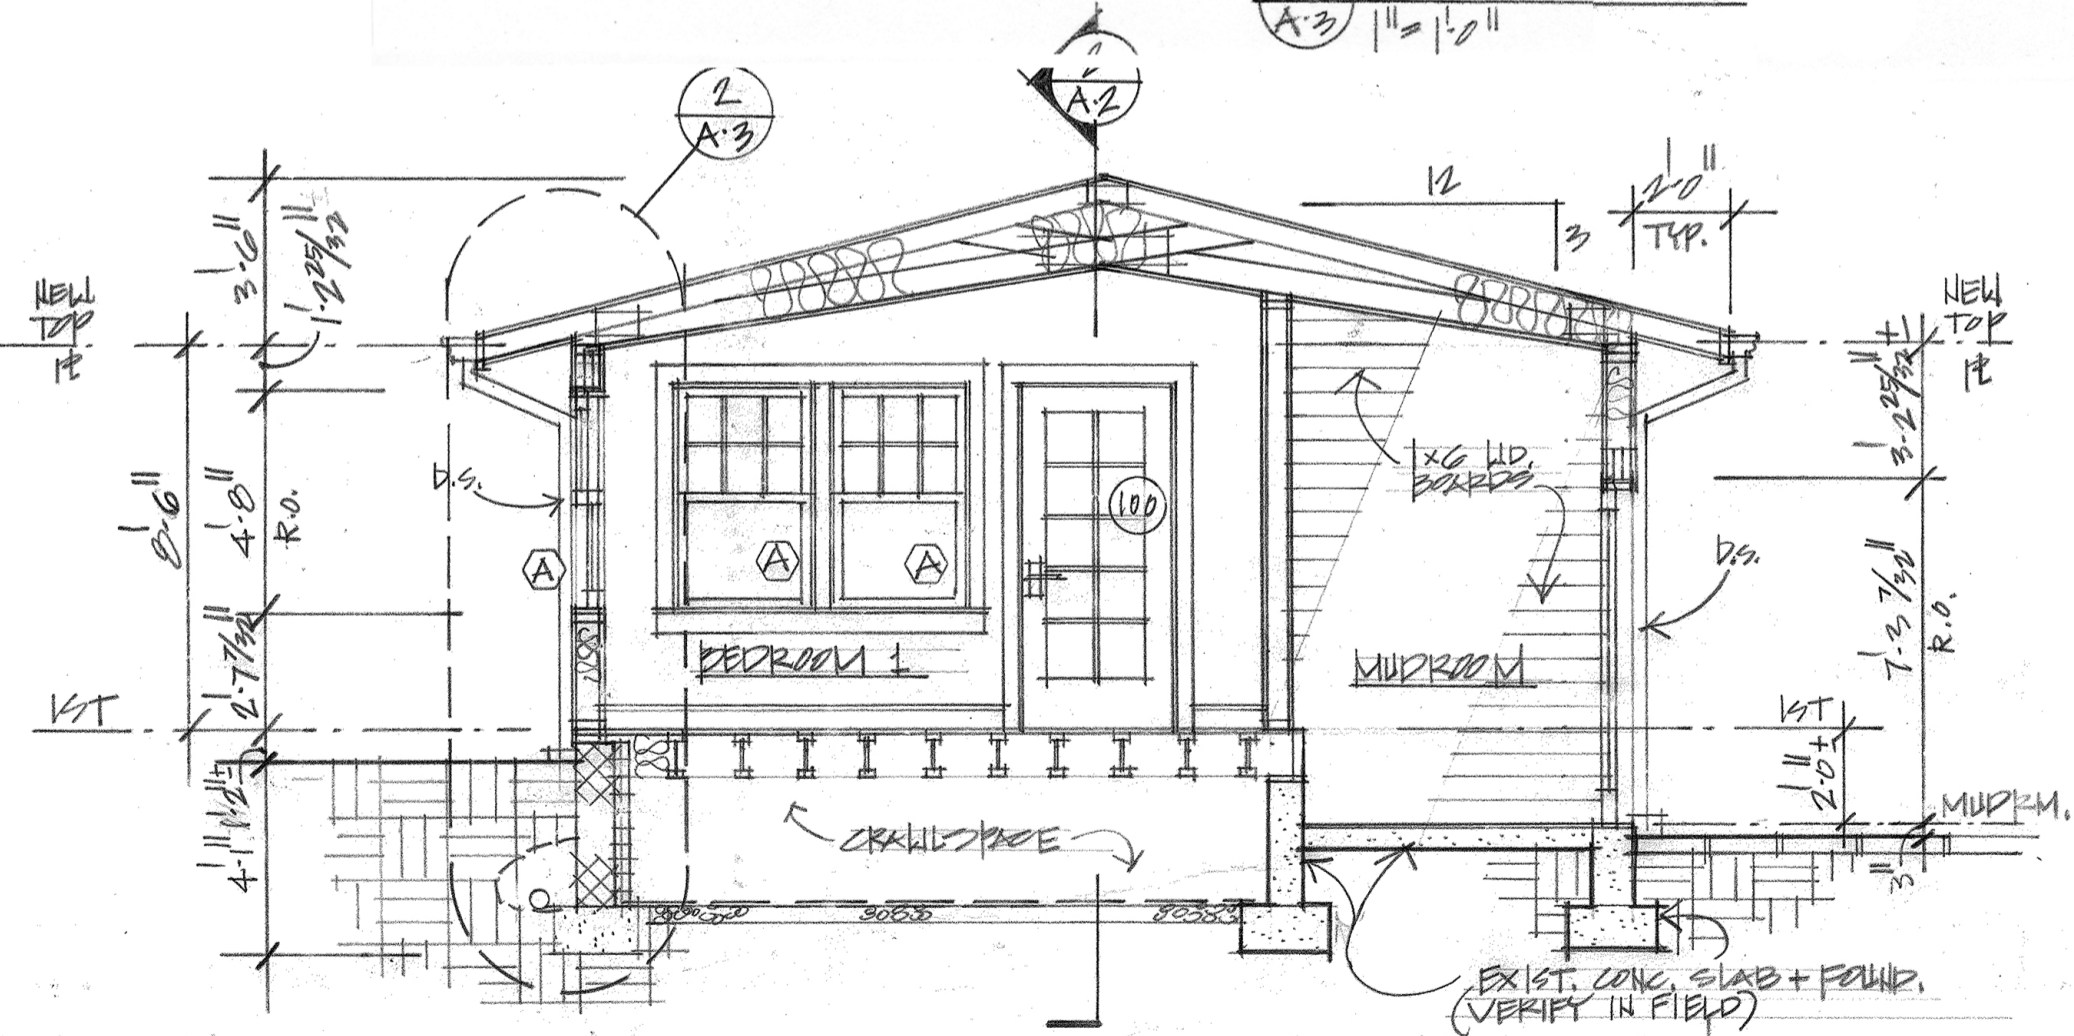 A·3
1"=1'-0"
2
A·3
2
A·2
12
3
2'-0"
TYP.
3'-6"
1'-2 25/32"
NEW
TOP
PL
NEW
TOP
PL
3'-2 25/32" ±
8'-6"
4'-8"
R.O.
b.s.
A
A
A
100
1x6 WD.
BOARDS
b.s.
7'-3 7/32"
R.O.
2'-7 7/32"
BEDROOM 1
MUDROOM
1ST
1ST
2'-0"±
MUDRM.
3"
4'-1"
CRAWLSPACE
EXIST. CONC. SLAB + FOUND.
(VERIFY IN FIELD)